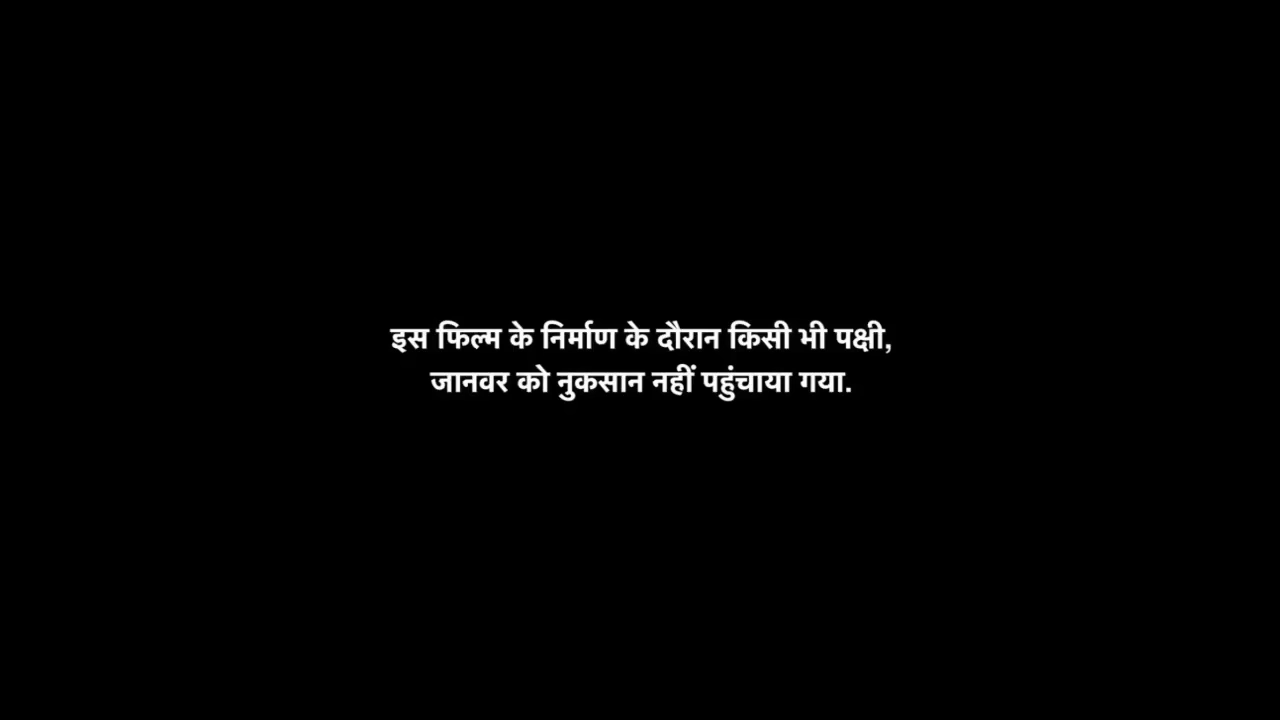 इस फिल्म के निर्माण के दौरान किसी भी पक्षी,
जानवर को नुकसान नहीं पहुंचाया गया.